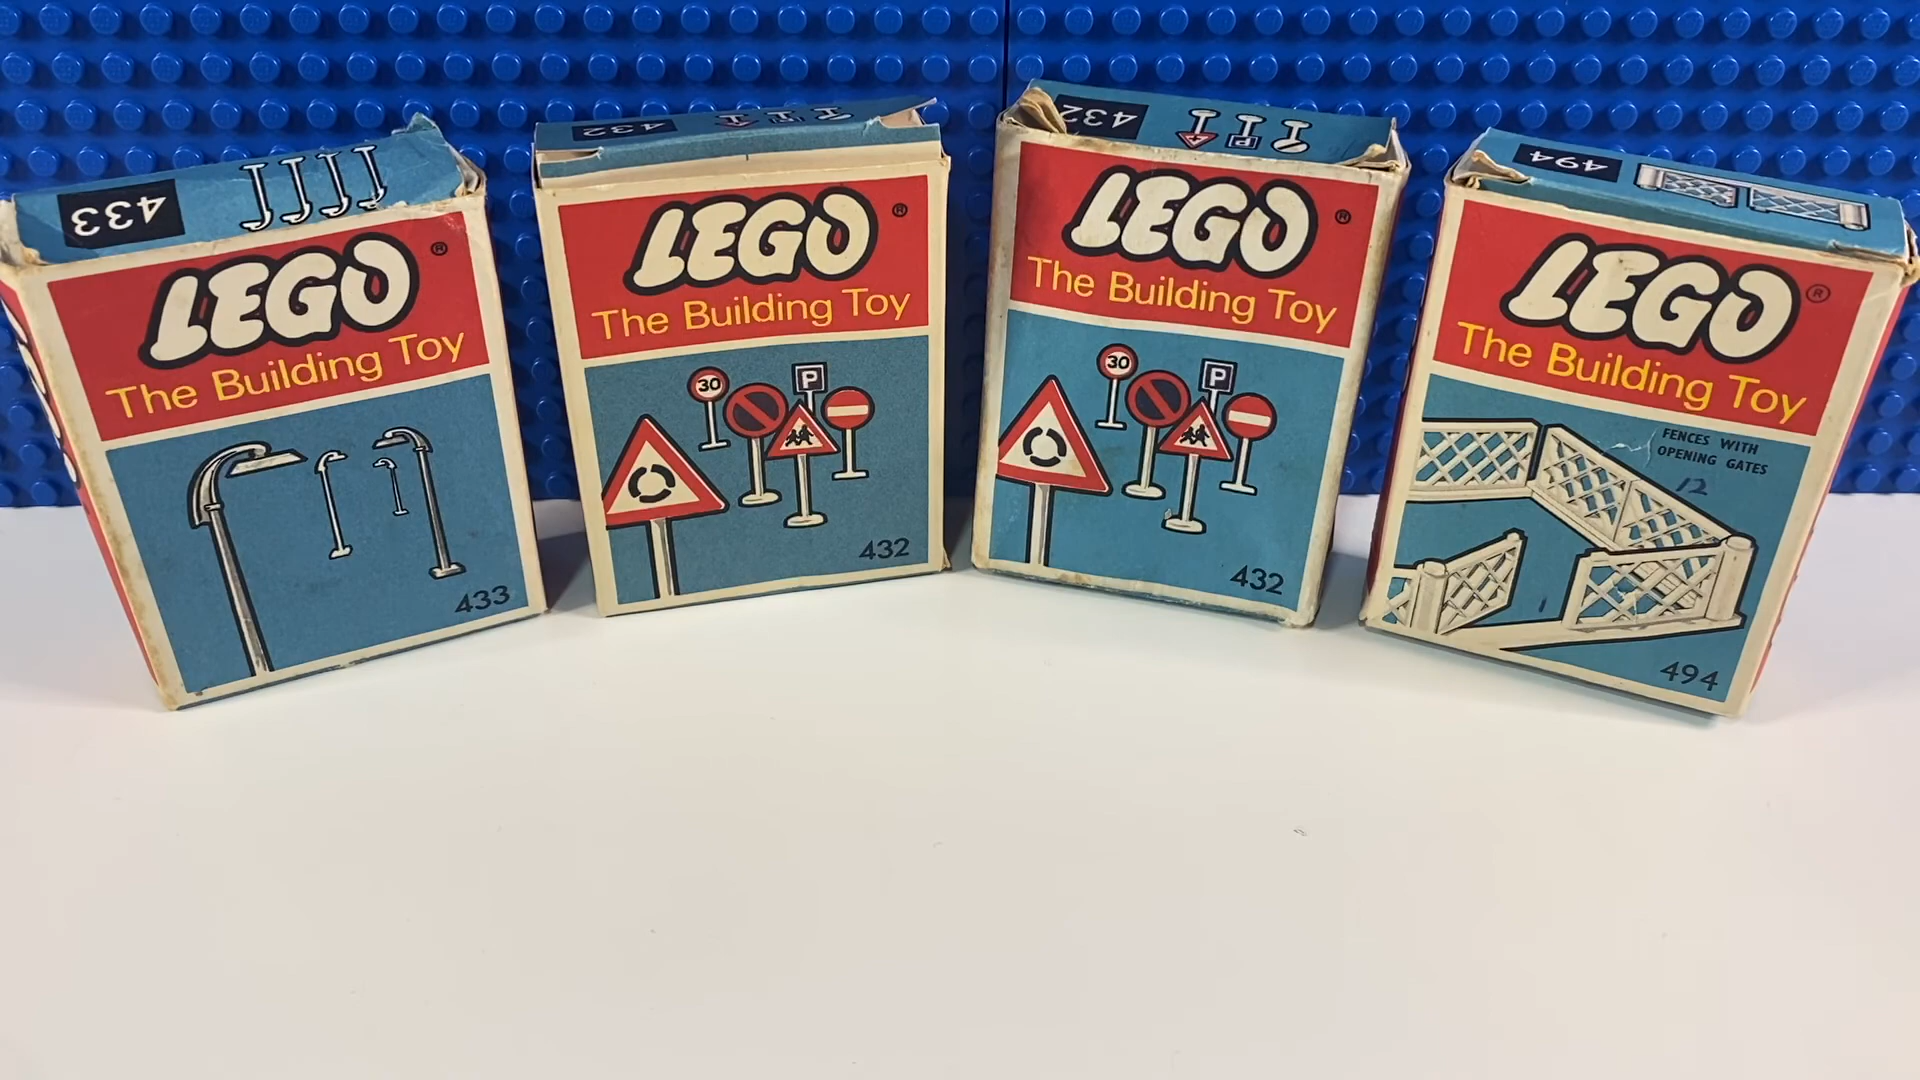 433
LEGO ®
The Building Toy
433
432
LEGO ®
The Building Toy
30
P
432
432
P
LEGO ®
The Building Toy
30
P
432
494
LEGO ®
The Building Toy
FENCES WITH
OPENING GATES
12
1
494